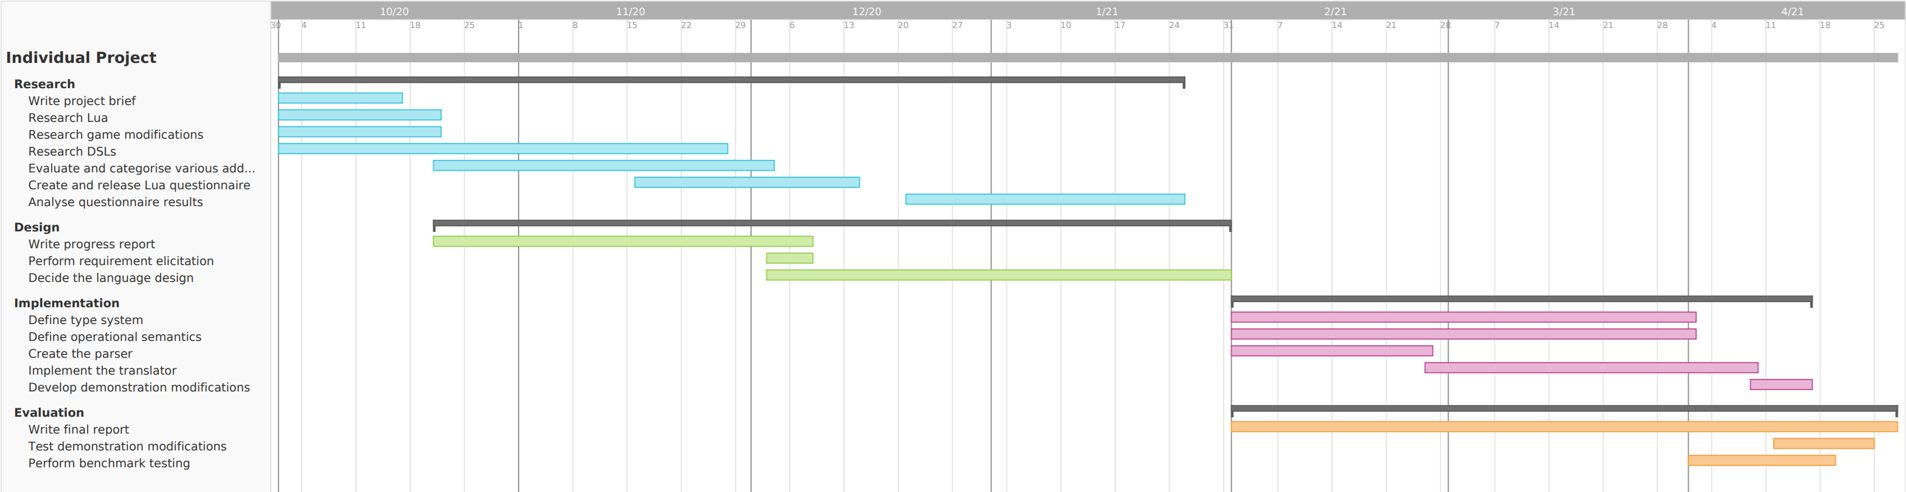 10/20 11/20 12/20 1/21 2/21 3/21 4/21
30 4 11 18 25 1 8 15 22 29 6 13 20 27 3 10 17 24 31 7 14 21 28 7 14 21 28 4 11 18 25
Individual Project
Research
Write project brief
Research Lua
Research game modifications
Research DSLs
Evaluate and categorise various add...
Create and release Lua questionnaire
Analyse questionnaire results
Design
Write progress report
Perform requirement elicitation
Decide the language design
Implementation
Define type system
Define operational semantics
Create the parser
Implement the translator
Develop demonstration modifications
Evaluation
Write final report
Test demonstration modifications
Perform benchmark testing